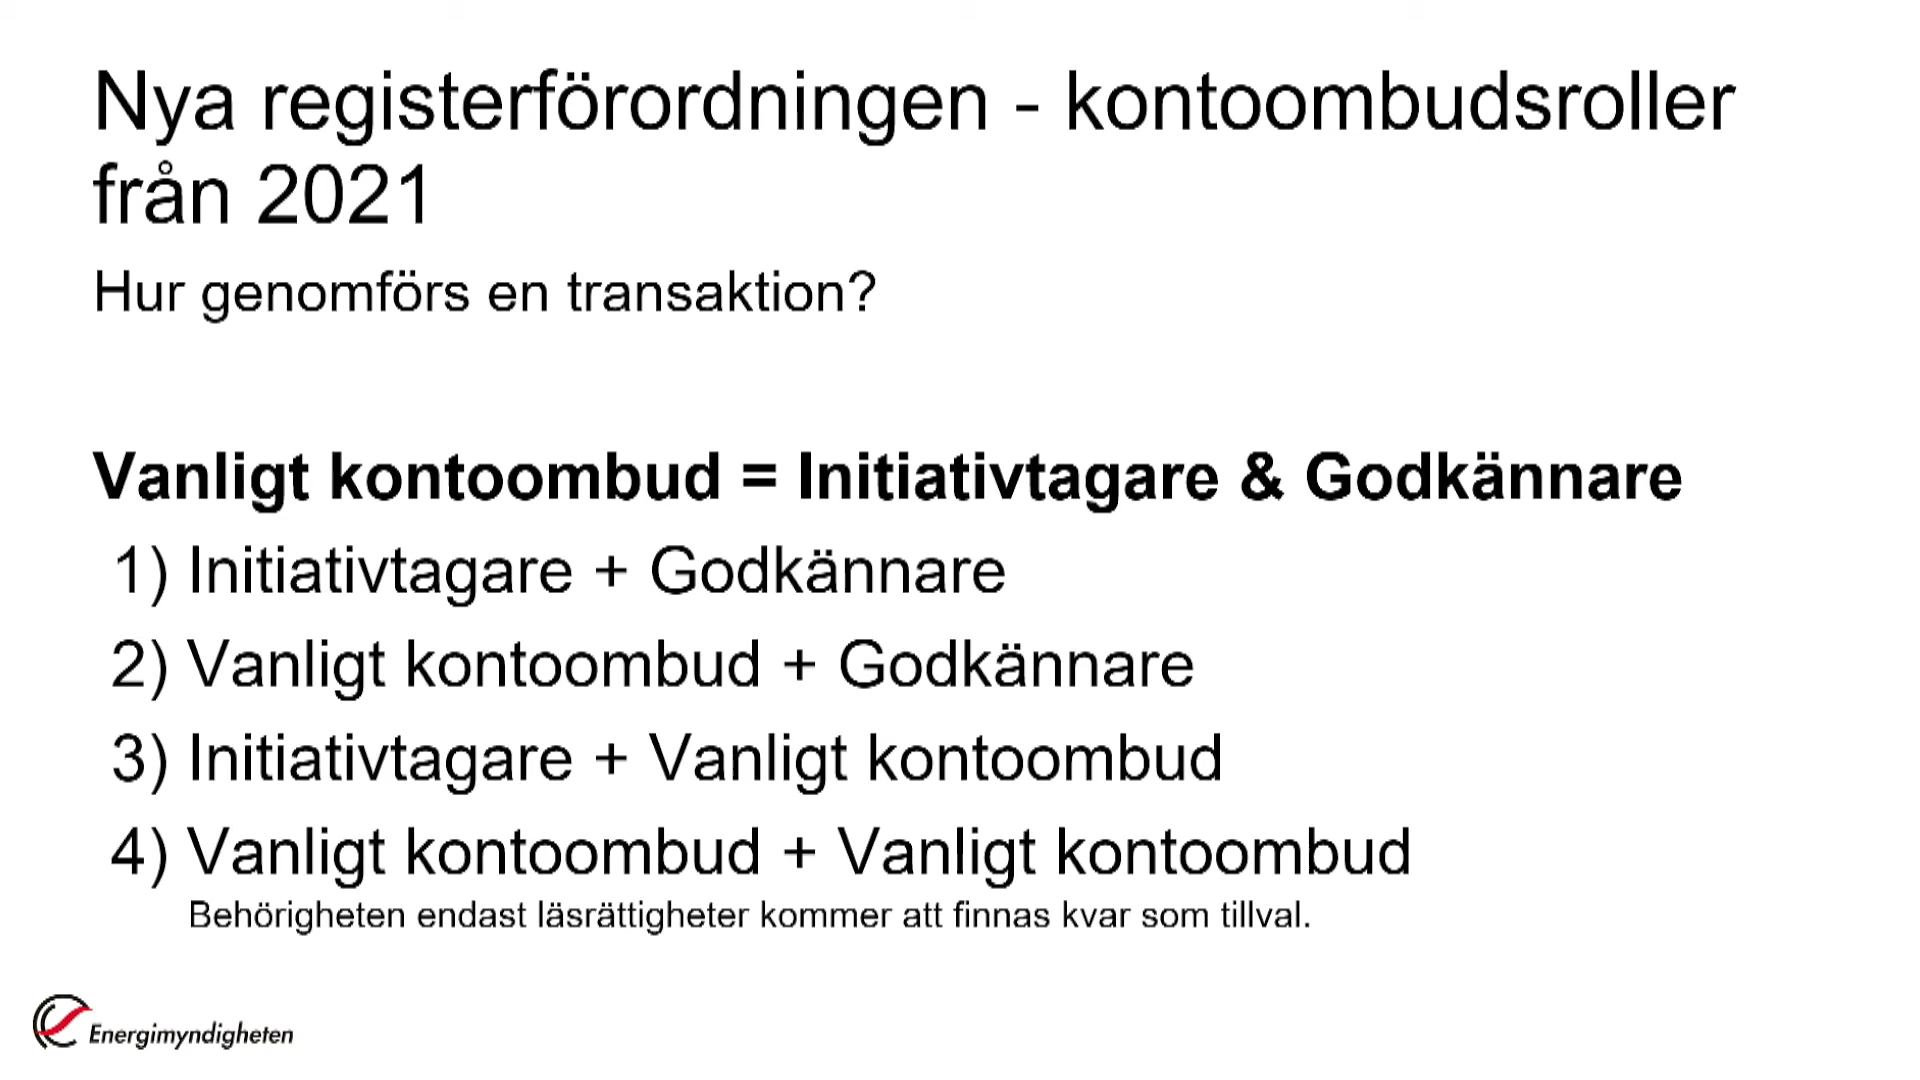 Nya registerförordningen - kontoombudsroller
från 2021
Hur genomförs en transaktion?
Vanligt kontoombud = Initiativtagare & Godkännare
1) Initiativtagare + Godkännare
2) Vanligt kontoombud + Godkännare
3) Initiativtagare + Vanligt kontoombud
4) Vanligt kontoombud + Vanligt kontoombud
Behörigheten endast läsrättigheter kommer att finnas kvar som tillval.
Energimyndigheten